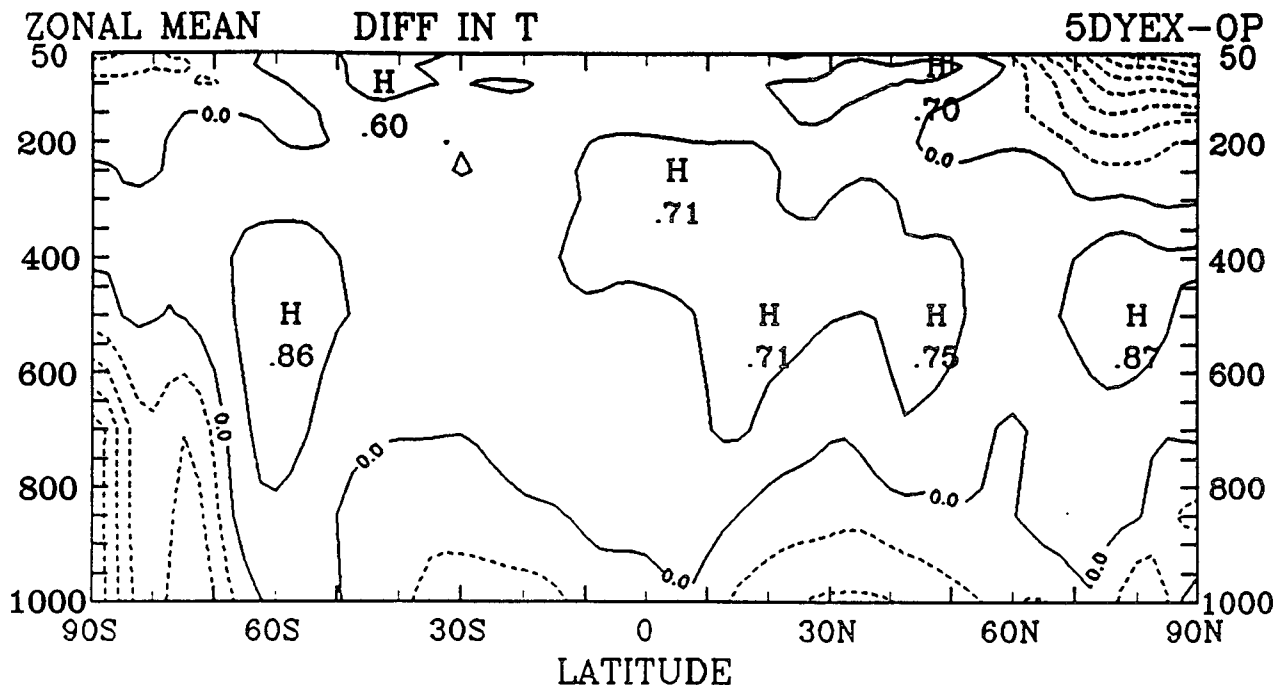 ZONAL MEAN DIFF IN T 5DYEX-OP
50 H H 50
.60 .70
0.0
200 0.0 200
H
.71
400 400
H H H H
.86 .71 .75 .87
600 600
0.0 0.0
800 0.0 800
0.0 0.0
1000 1000
90S 60S 30S 0 30N 60N 90N
LATITUDE